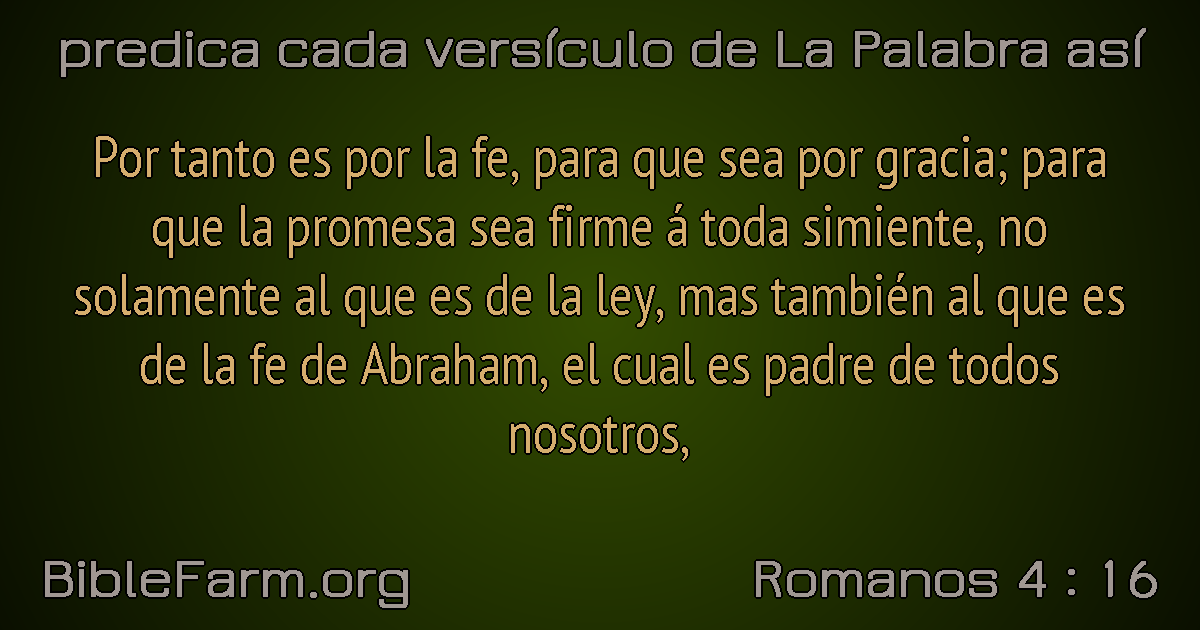 predica cada versículo de La Palabra así
Por tanto es por la fe, para que sea por gracia; para
que la promesa sea firme á toda simiente, no
solamente al que es de la ley, mas también al que es
de la fe de Abraham, el cual es padre de todos
nosotros,
BibleFarm.org
Romanos 4 : 16